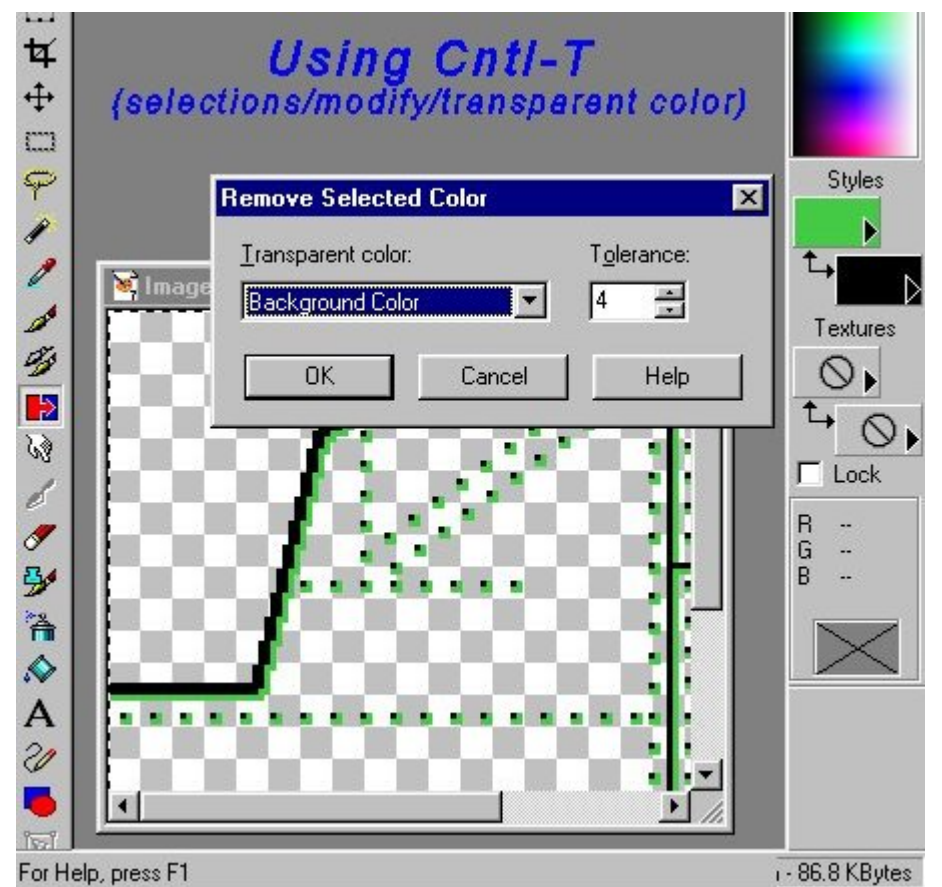 Using Cntl-T
(selections/modify/transparent color)
Styles
Remove Selected Color
Transparent color:
Tolerance:
Image
Background Color
4
Textures
OK
Cancel
Help
Lock
R --
G --
B --
A
For Help, press F1
- 86.8 KBytes